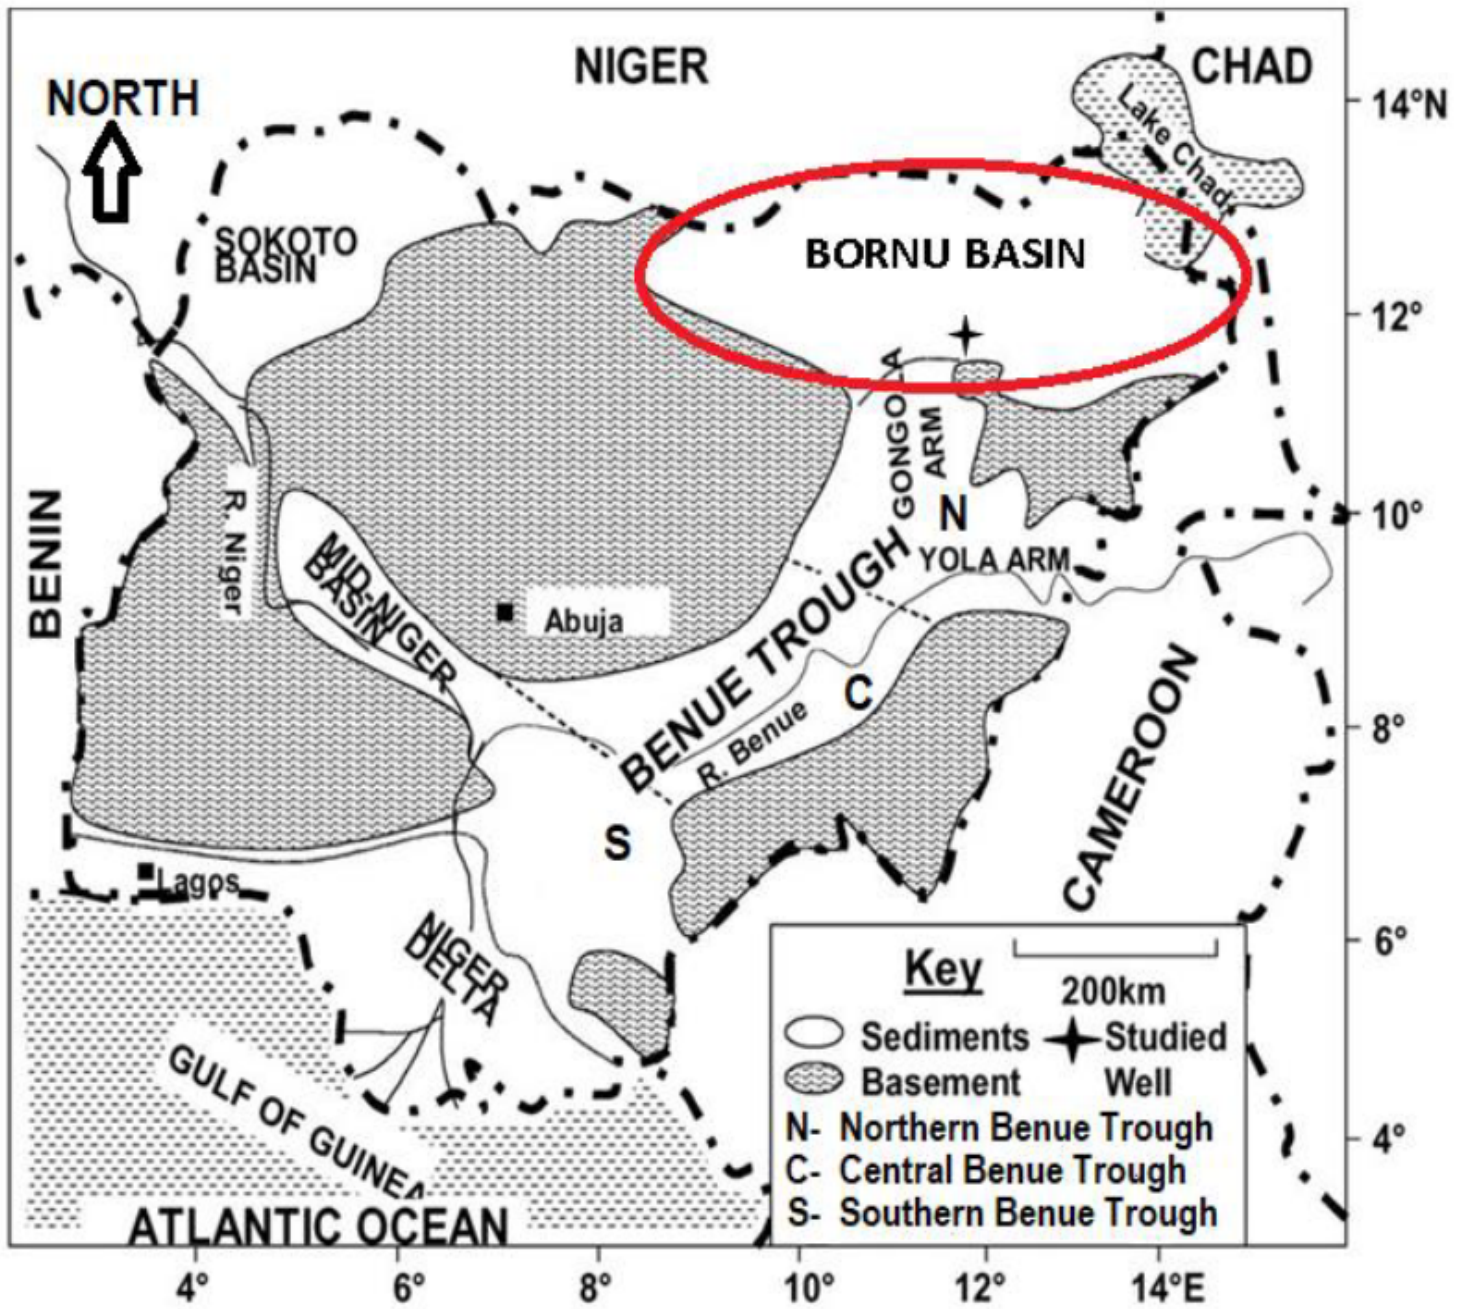 NIGER
CHAD
NORTH
14°N
Lake Chad
SOKOTO
BASIN
BORNU BASIN
12°
GONGOLA
ARM
BENIN
R. Niger
N
10°
MID-NIGER
BASIN
YOLA ARM
Abuja
BENUE TROUGH
C
R. Benue
8°
CAMEROON
S
Lagos
NIGER
DELTA
6°
Key
200km
Sediments
Studied
Basement
Well
GULF OF GUINEA
N- Northern Benue Trough
4°
C- Central Benue Trough
S- Southern Benue Trough
ATLANTIC OCEAN
4°
6°
8°
10°
12°
14°E